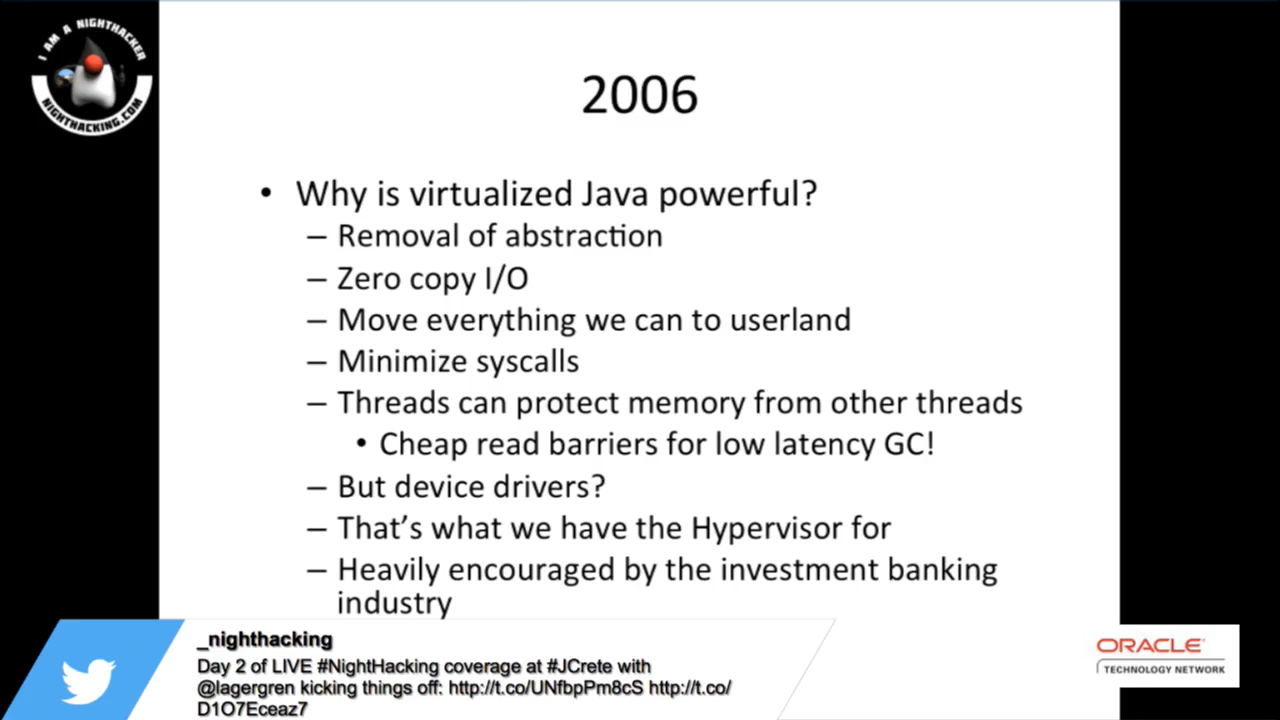 I AM A NIGHTHACKER
NIGHTHACKING.COM
2006
• Why is virtualized Java powerful?
– Removal of abstraction
– Zero copy I/O
– Move everything we can to userland
– Minimize syscalls
– Threads can protect memory from other threads
• Cheap read barriers for low latency GC!
– But device drivers?
– That’s what we have the Hypervisor for
– Heavily encouraged by the investment banking
industry
_nighthacking
Day 2 of LIVE #NightHacking coverage at #JCrete with
@lagergren kicking things off: http://t.co/UNfbpPm8cS http://t.co/
D1O7Eceaz7
ORACLE
TECHNOLOGY NETWORK